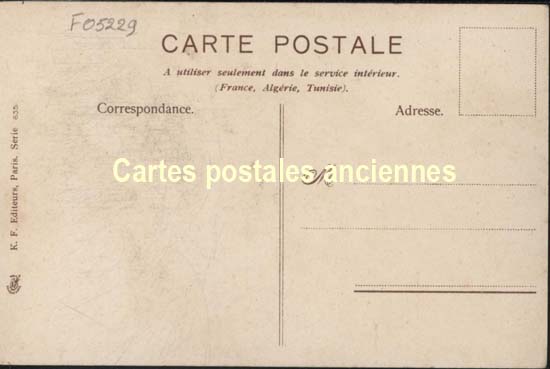 F05229
CARTE POSTALE
A utiliser seulement dans le service intérieur.
(France, Algérie, Tunisie).
Correspondance.
Adresse.
Cartes postales anciennes
M
K. F. Editeurs, Paris. Série